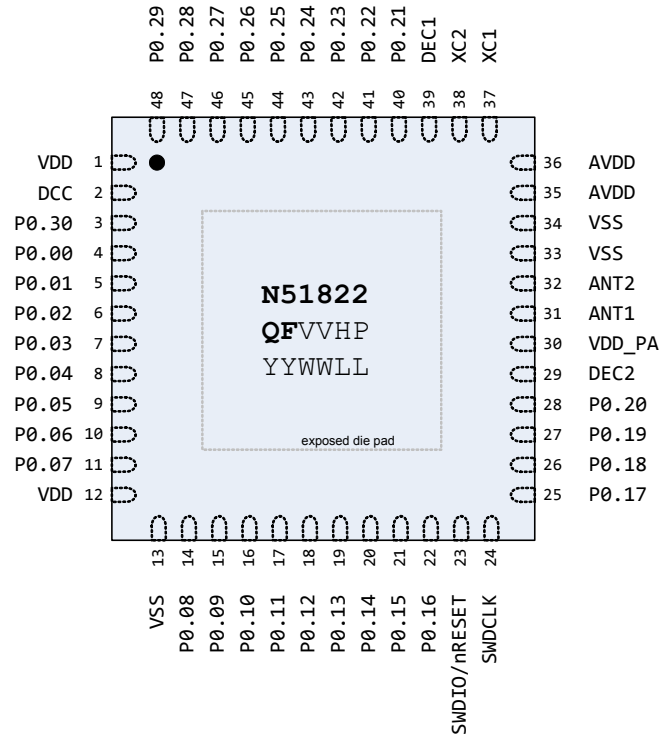 P0.29 P0.28 P0.27 P0.26 P0.25 P0.24 P0.23 P0.22 P0.21 DEC1 XC2 XC1
48 47 46 45 44 43 42 41 40 39 38 37
VDD 1
DCC 2
P0.30 3
P0.00 4
P0.01 5
P0.02 6
P0.03 7
P0.04 8
P0.05 9
P0.06 10
P0.07 11
VDD 12
N51822
QFVVHP
YYWWLL
exposed die pad
36 AVDD
35 AVDD
34 VSS
33 VSS
32 ANT2
31 ANT1
30 VDD_PA
29 DEC2
28 P0.20
27 P0.19
26 P0.18
25 P0.17
13 14 15 16 17 18 19 20 21 22 23 24
VSS P0.08 P0.09 P0.10 P0.11 P0.12 P0.13 P0.14 P0.15 P0.16 SWDIO/nRESET SWDCLK